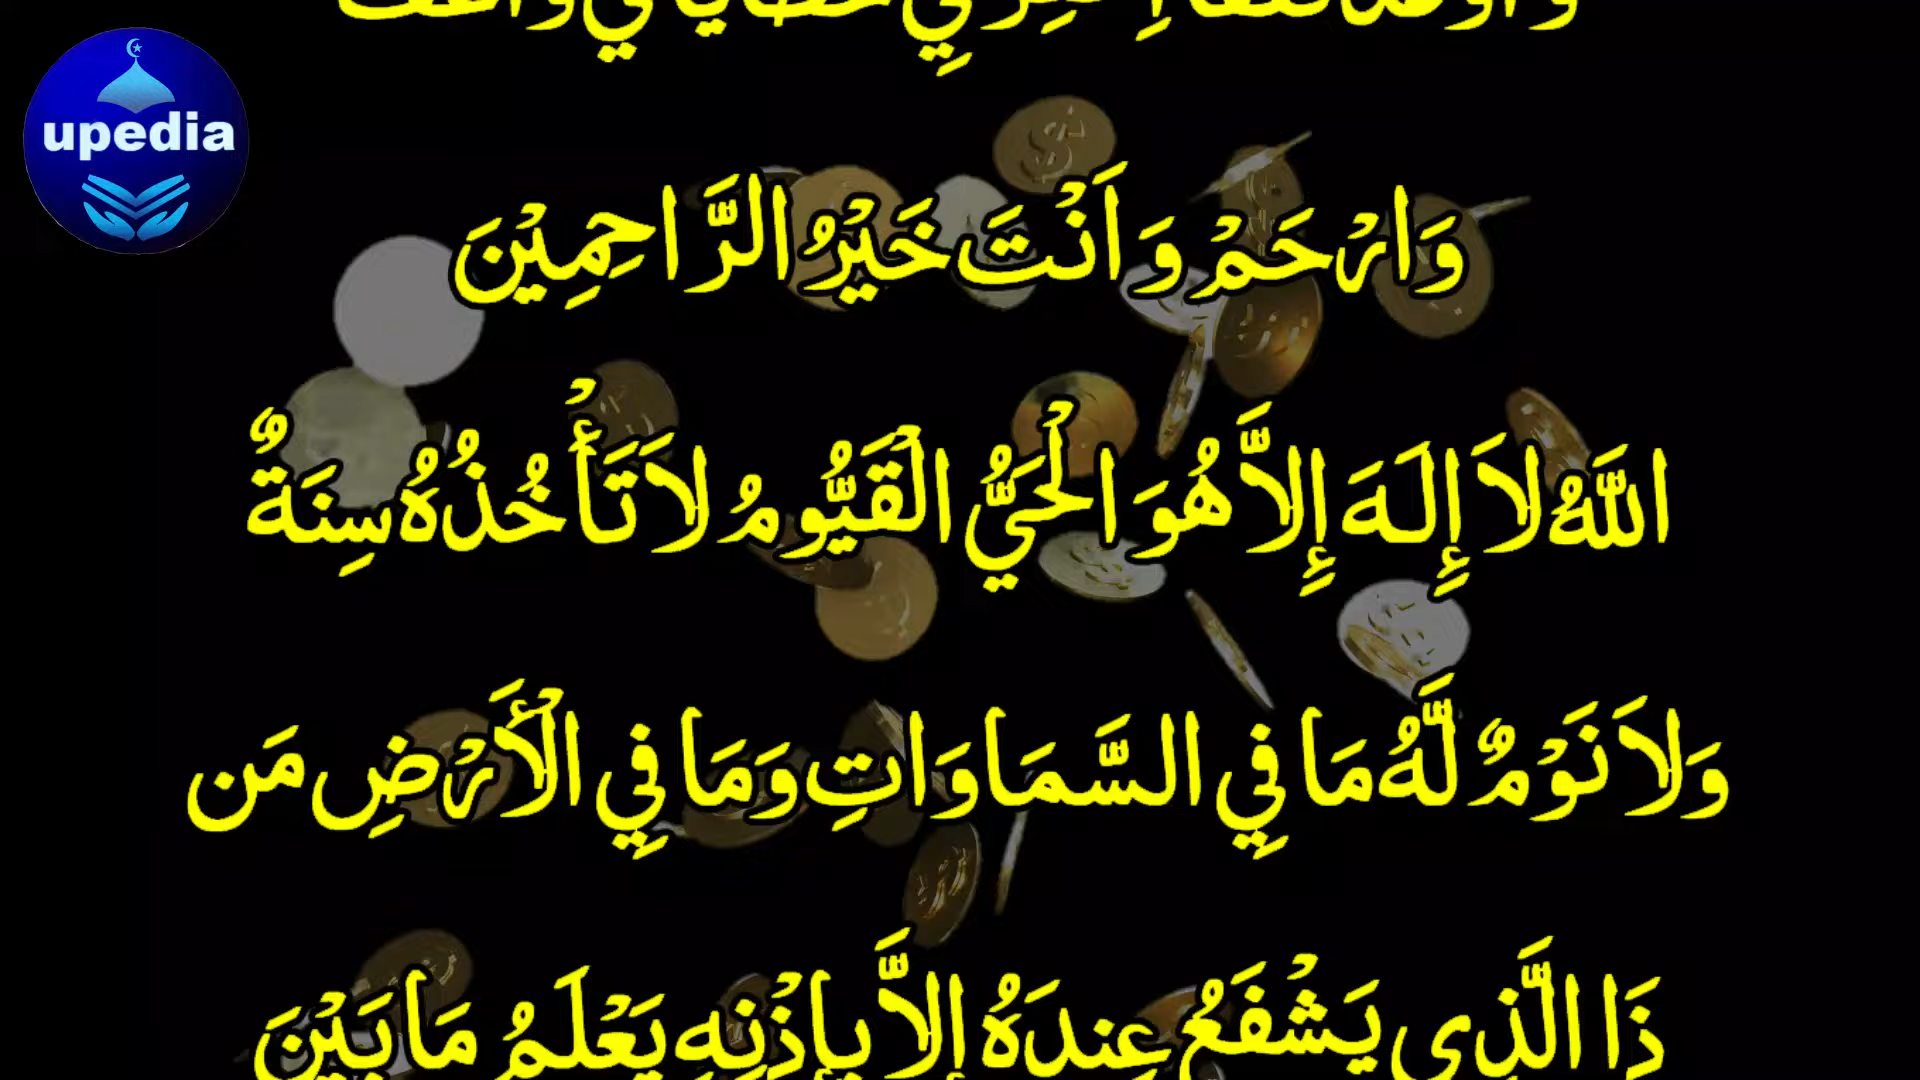 upedia
وَارْحَمْ وَاَنْتَ خَيْرُ الرَّاحِمِيْنَ
اللَّهُ لاَ إِلَهَ إِلاَّ هُوَ الْحَيُّ الْقَيُّومُ لاَ تَأْخُذُهُ سِنَةٌ
وَلاَ نَوْمٌ لَّهُ مَا فِي السَّمَاوَاتِ وَمَا فِي الْأَرْضِ مَن
ذَا الَّذِي يَشْفَعُ عِندَهُ إِلاَّ بِإِذْنِهِ يَعْلَمُ مَا بَيْنَ